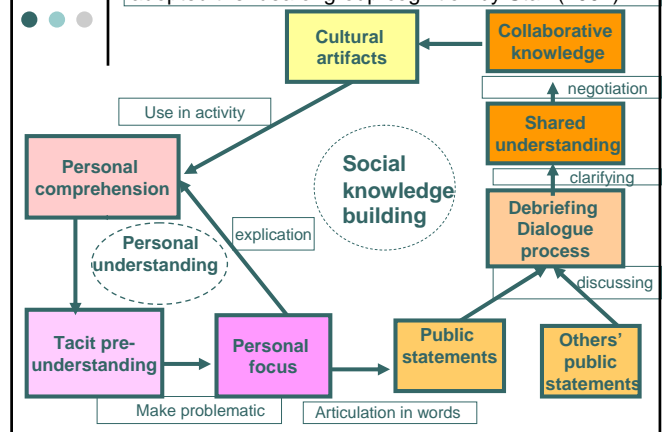 Cultural
artifacts
Collaborative
knowledge
negotiation
Use in activity
Shared
understanding
Personal
comprehension
Social
knowledge
building
clarifying
Debriefing
Dialogue
process
explication
Personal
understanding
discussing
Tacit pre-
understanding
Personal
focus
Public
statements
Others'
public
statements
Make problematic
Articulation in words